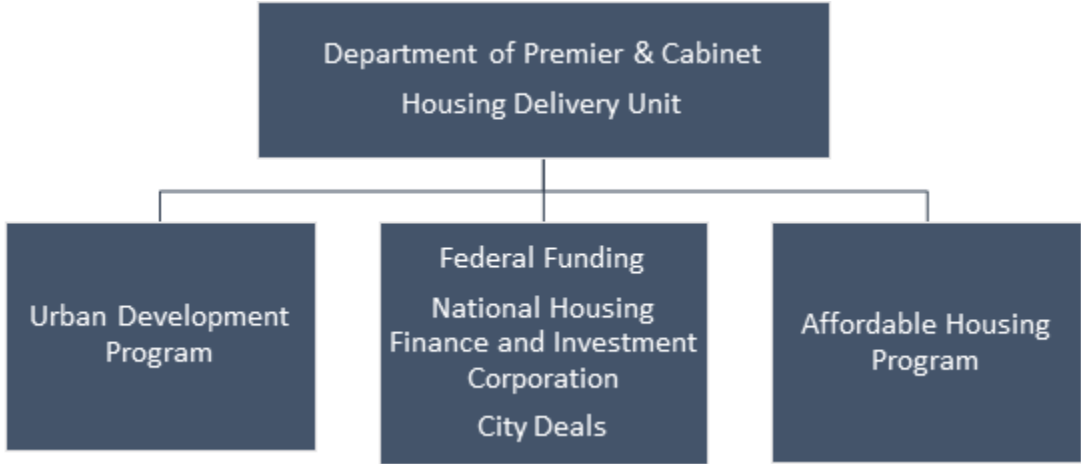 Department of Premier & Cabinet
Housing Delivery Unit
Urban Development
Program
Federal Funding
National Housing
Finance and Investment
Corporation
City Deals
Affordable Housing
Program